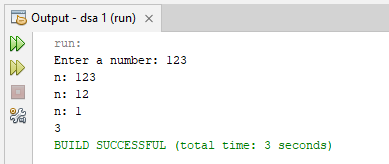 Output - dsa 1 (run)
run:
Enter a number: 123
n: 123
n: 12
n: 1
3
BUILD SUCCESSFUL (total time: 3 seconds)